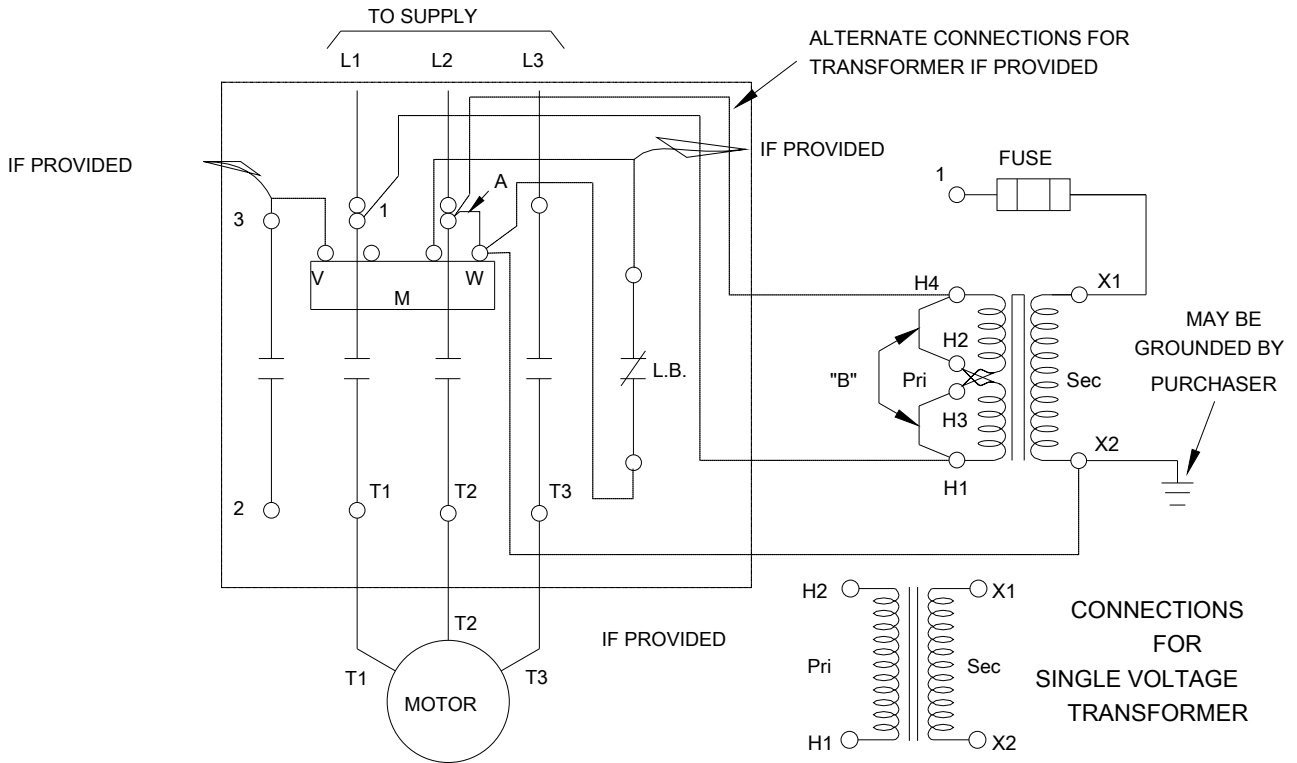 TO SUPPLY
L1 L2 L3
ALTERNATE CONNECTIONS FOR
TRANSFORMER IF PROVIDED
IF PROVIDED
IF PROVIDED
FUSE
1
A
1
3
V
W
M
H4
X1
MAY BE
GROUNDED BY
PURCHASER
H2
"B"
Pri
Sec
L.B.
H3
X2
H1
2
T1
T2
T3
H2
X1
CONNECTIONS
FOR
SINGLE VOLTAGE
TRANSFORMER
T2
IF PROVIDED
Pri
Sec
T1
T3
MOTOR
H1
X2